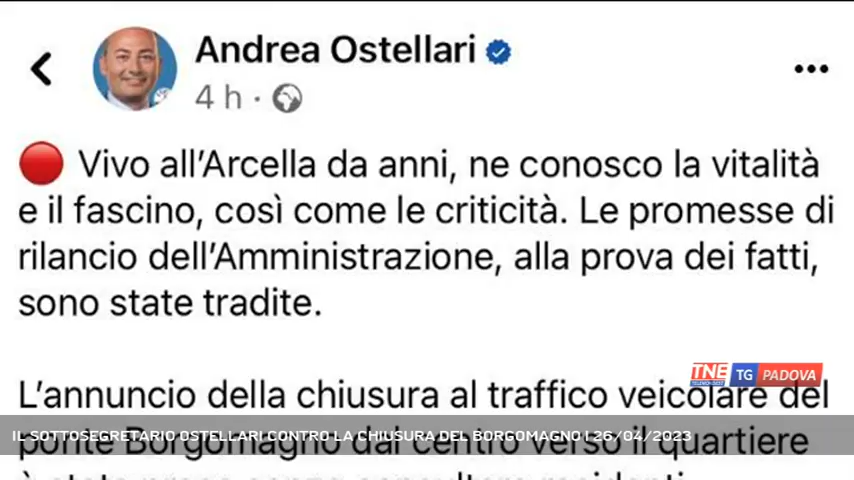 Andrea Ostellari
4 h ·
Vivo all'Arcella da anni, ne conosco la vitalità
e il fascino, così come le criticità. Le promesse di
rilancio dell'Amministrazione, alla prova dei fatti,
sono state tradite.
TNE TG PADOVA
L'annuncio della chiusura al traffico veicolare del
IL SOTTOSEGRETARIO OSTELLARI CONTRO LA CHIUSURA DEL BORGOMAGNO | 26/04/2023
ponte Borgomagno dal centro verso il quartiere